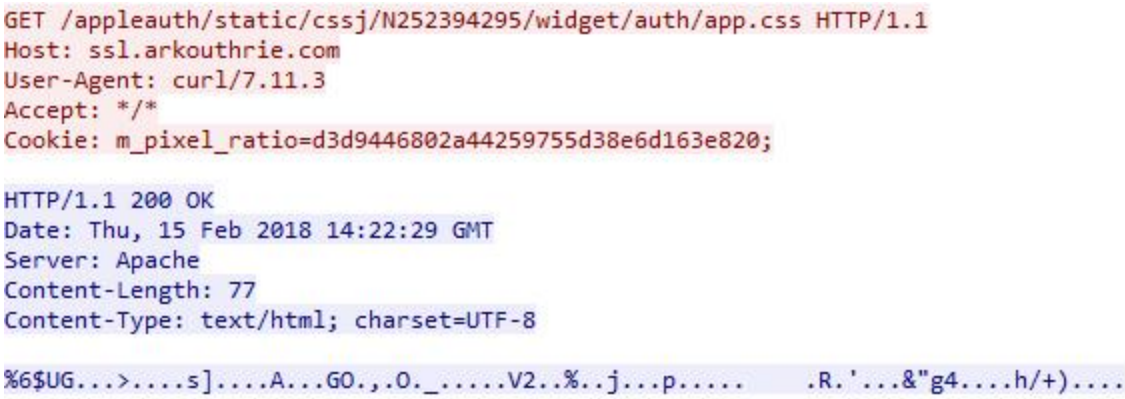 GET /appleauth/static/cssj/N252394295/widget/auth/app.css HTTP/1.1
Host: ssl.arkouthrie.com
User-Agent: curl/7.11.3
Accept: */*
Cookie: m_pixel_ratio=d3d9446802a44259755d38e6d163e820;
HTTP/1.1 200 OK
Date: Thu, 15 Feb 2018 14:22:29 GMT
Server: Apache
Content-Length: 77
Content-Type: text/html; charset=UTF-8
%6$UG...>....s]....A...GO.,.O._.....V2..%..j...p.....	.R.'...&"g4....h/+)....